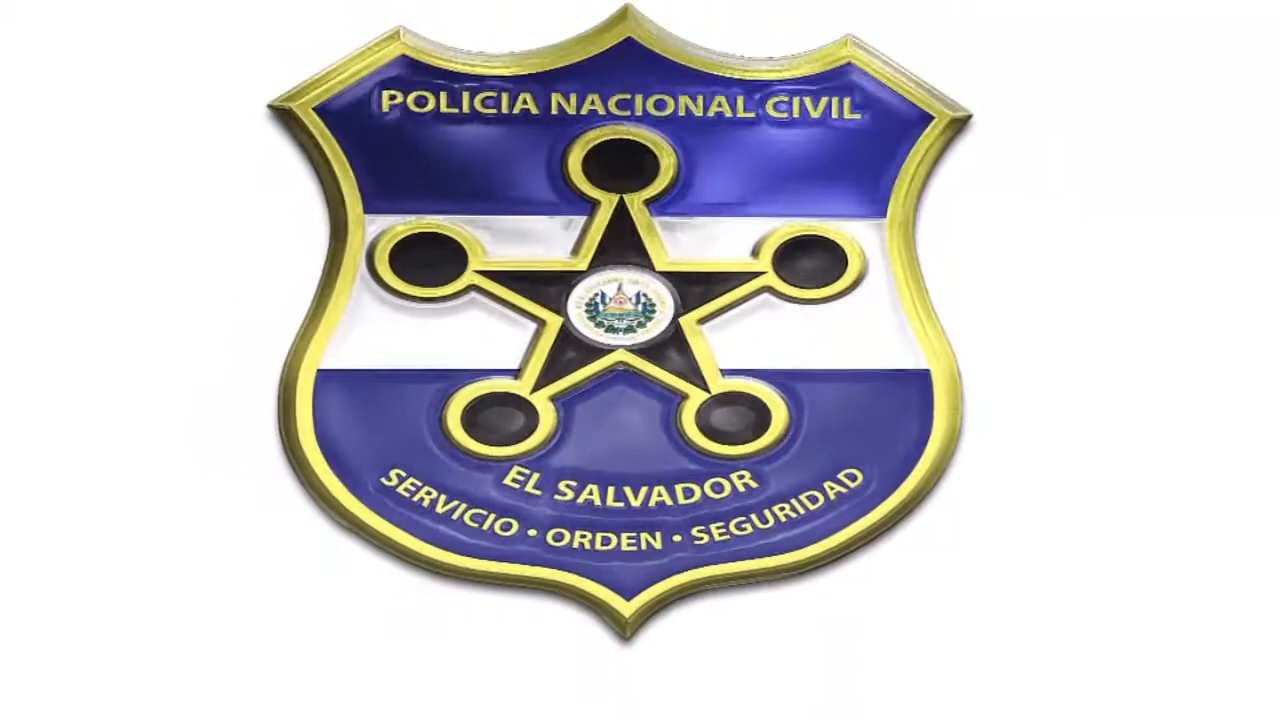 POLICIA NACIONAL CIVIL
EL SALVADOR
SERVICIO • ORDEN • SEGURIDAD